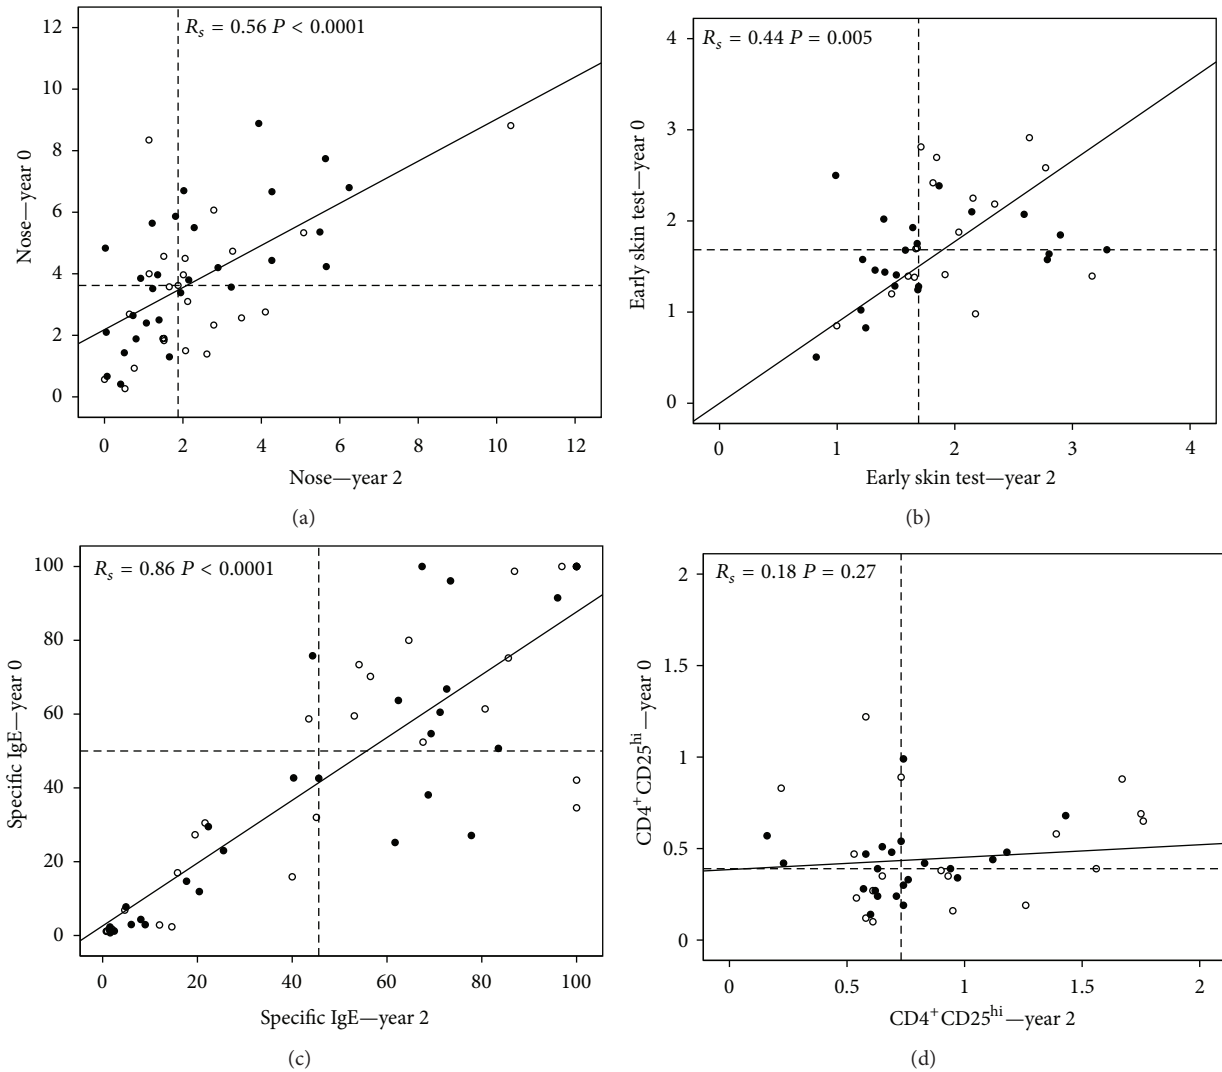 R_s = 0.56 P < 0.0001
12
10
8
6
4
2
0
Nose—year 0
0 2 4 6 8 10 12
Nose—year 2
(a)
R_s = 0.44 P = 0.005
4
3
2
1
0
Early skin test—year 0
0 1 2 3 4
Early skin test—year 2
(b)
R_s = 0.86 P < 0.0001
100
80
60
40
20
0
Specific IgE—year 0
0 20 40 60 80 100
Specific IgE—year 2
(c)
R_s = 0.18 P = 0.27
2
1.5
1
0.5
0
CD4⁺CD25ʰⁱ—year 0
0 0.5 1 1.5 2
CD4⁺CD25ʰⁱ—year 2
(d)